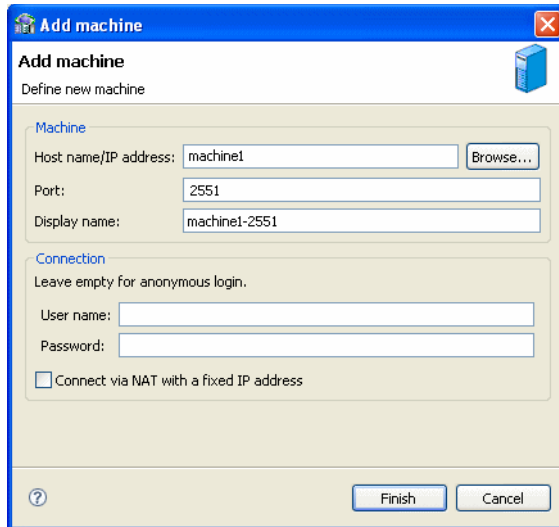 Add machine
Add machine
Define new machine
Machine
Host name/IP address: machine1 Browse...
Port: 2551
Display name: machine1-2551
Connection
Leave empty for anonymous login.
User name:
Password:
Connect via NAT with a fixed IP address
? Finish Cancel